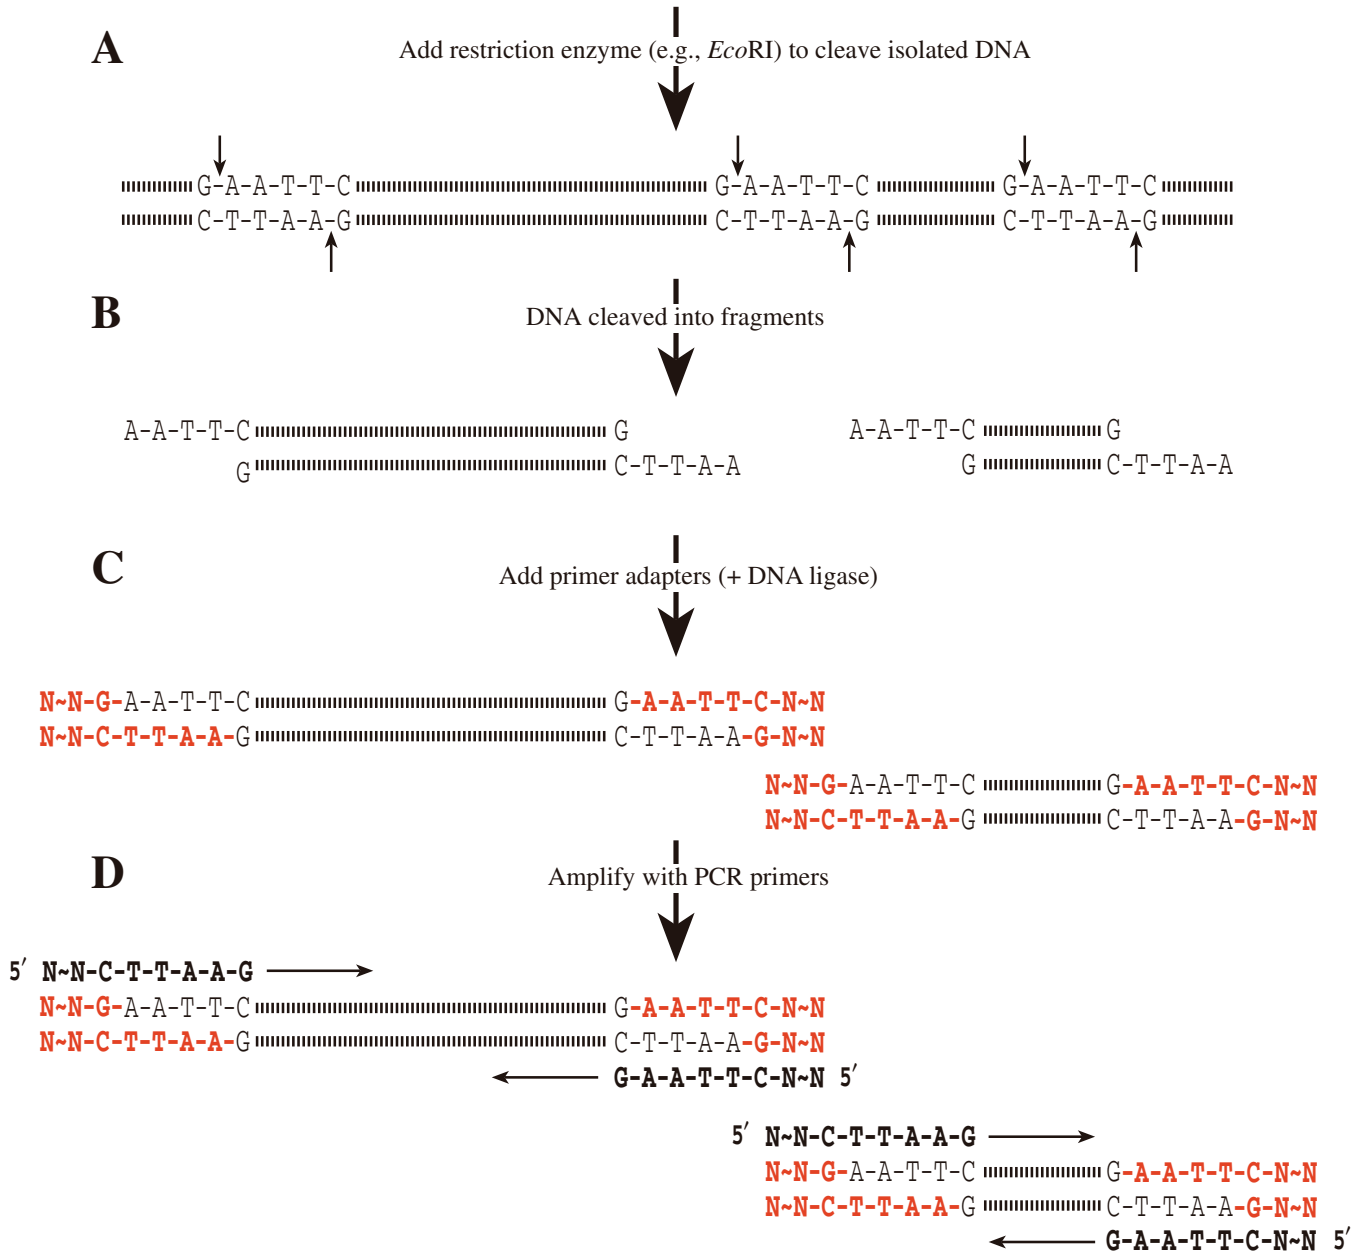 A
Add restriction enzyme (e.g., EcoRI) to cleave isolated DNA
G-A-A-T-T-C G-A-A-T-T-C G-A-A-T-T-C
C-T-T-A-A-G C-T-T-A-A-G C-T-T-A-A-G
B
DNA cleaved into fragments
A-A-T-T-C G A-A-T-T-C G
G C-T-T-A-A G C-T-T-A-A
C
Add primer adapters (+ DNA ligase)
N~N-G-A-A-T-T-C G-A-A-T-T-C-N~N
N~N-C-T-T-A-A-G C-T-T-A-A-G-N~N
N~N-G-A-A-T-T-C G-A-A-T-T-C-N~N
N~N-C-T-T-A-A-G C-T-T-A-A-G-N~N
D
Amplify with PCR primers
5′ N~N-C-T-T-A-A-G
N~N-G-A-A-T-T-C G-A-A-T-T-C-N~N
N~N-C-T-T-A-A-G C-T-T-A-A-G-N~N
G-A-A-T-T-C-N~N 5′
5′ N~N-C-T-T-A-A-G
N~N-G-A-A-T-T-C G-A-A-T-T-C-N~N
N~N-C-T-T-A-A-G C-T-T-A-A-G-N~N
G-A-A-T-T-C-N~N 5′